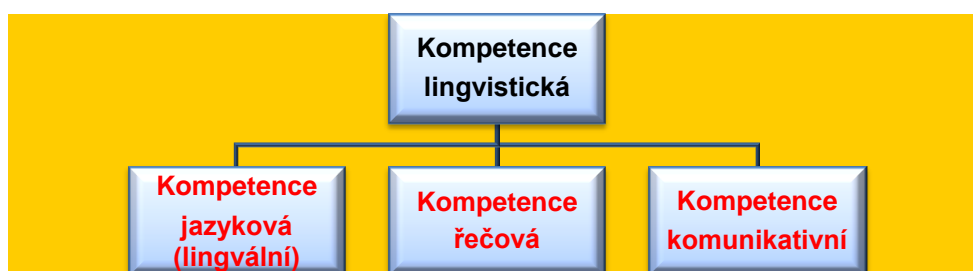 Kompetence
lingvistická
Kompetence
jazyková
(lingvální)
Kompetence
řečová
Kompetence
komunikativní